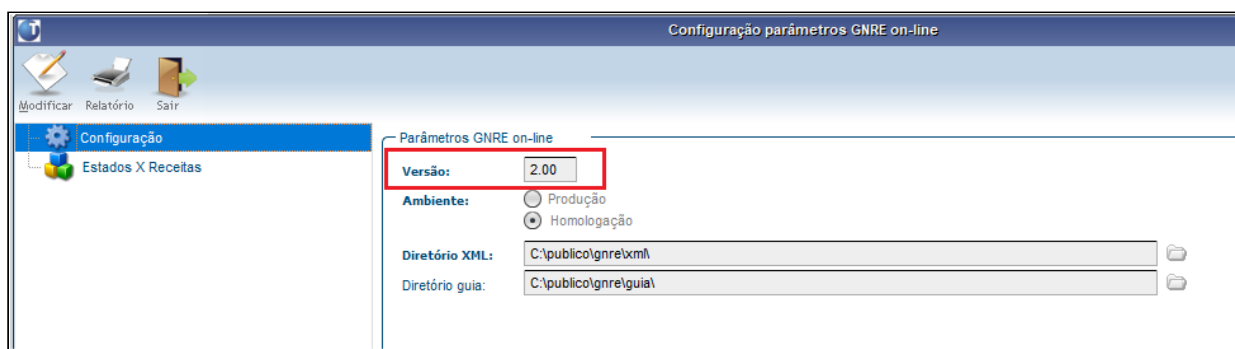 Configuração parâmetros GNRE on-line
Modificar Relatório Sair
Configuração
Estados X Receitas
Parâmetros GNRE on-line
Versão: 2.00
Ambiente: Produção
Homologação
Diretório XML: C:\publico\gnre\xml\
Diretório guia: C:\publico\gnre\guia\